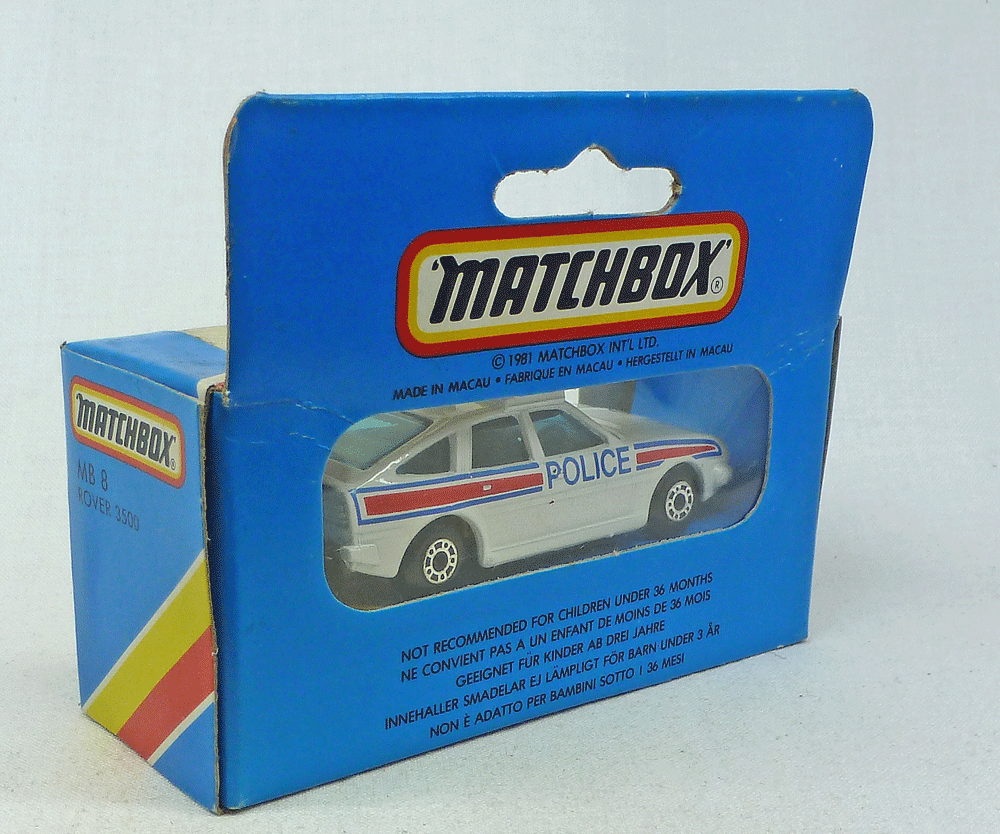 'MATCHBOX'®
© 1981 MATCHBOX INT'L LTD.
MADE IN MACAU • FABRIQUE EN MACAU • HERGESTELLT IN MACAU
POLICE
NOT RECOMMENDED FOR CHILDREN UNDER 36 MONTHS
NE CONVIENT PAS A UN ENFANT DE MOINS DE 36 MOIS
GEEIGNET FÜR KINDER AB DREI JAHRE
INNEHALLER SMADELAR EJ LÄMPLIGT FÖR BARN UNDER 3 ÅR
NON È ADATTO PER BAMBINI SOTTO I 36 MESI
'MATCHBOX'®
MB 8
ROVER 3500